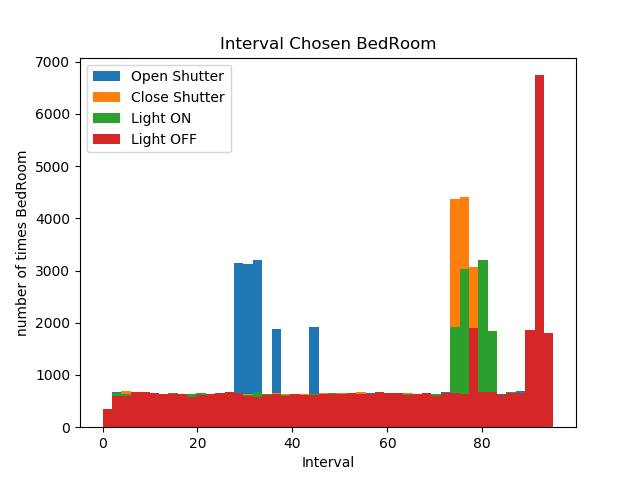 Interval Chosen BedRoom
number of times BedRoom
7000
6000
5000
4000
3000
2000
1000
0
Open Shutter
Close Shutter
Light ON
Light OFF
0 20 40 60 80
Interval